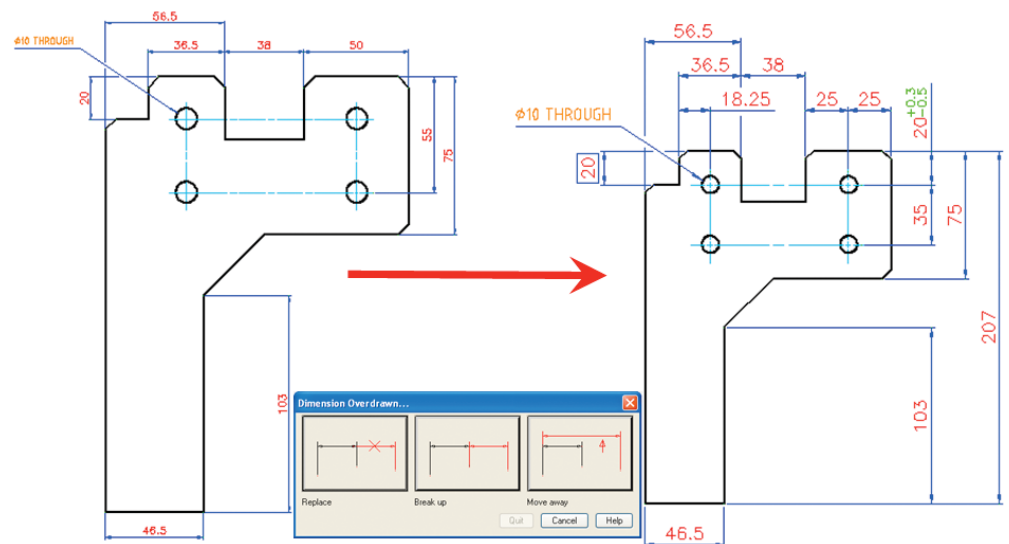 56.5
36.5
38
50
ϕ10 THROUGH
20
55
75
103
46.5
56.5
36.5
38
18.25
25
25
20 +0.3 -0.5
ϕ10 THROUGH
20
35
75
207
103
46.5
Dimension Overdrawn...
Replace
Break up
Move away
Quit
Cancel
Help